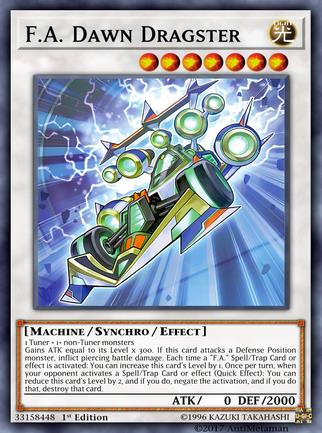 F.A. Dawn Dragster
光
[Machine / Synchro / Effect]
1 Tuner + 1+ non-Tuner monsters
Gains ATK equal to its Level x 300. If this card attacks a Defense Position
monster, inflict piercing battle damage. Each time a "F.A." Spell/Trap Card or
effect is activated: You can increase this card's Level by 1. Once per turn, when
your opponent activates a Spell/Trap Card or effect (Quick Effect): You can
reduce this card's Level by 2, and if you do, negate the activation, and if you do
that, destroy that card.
ATK/ 0 DEF/2000
33158448 1st Edition ©1996 KAZUKI TAKAHASHI
©2017 AntiMetaman